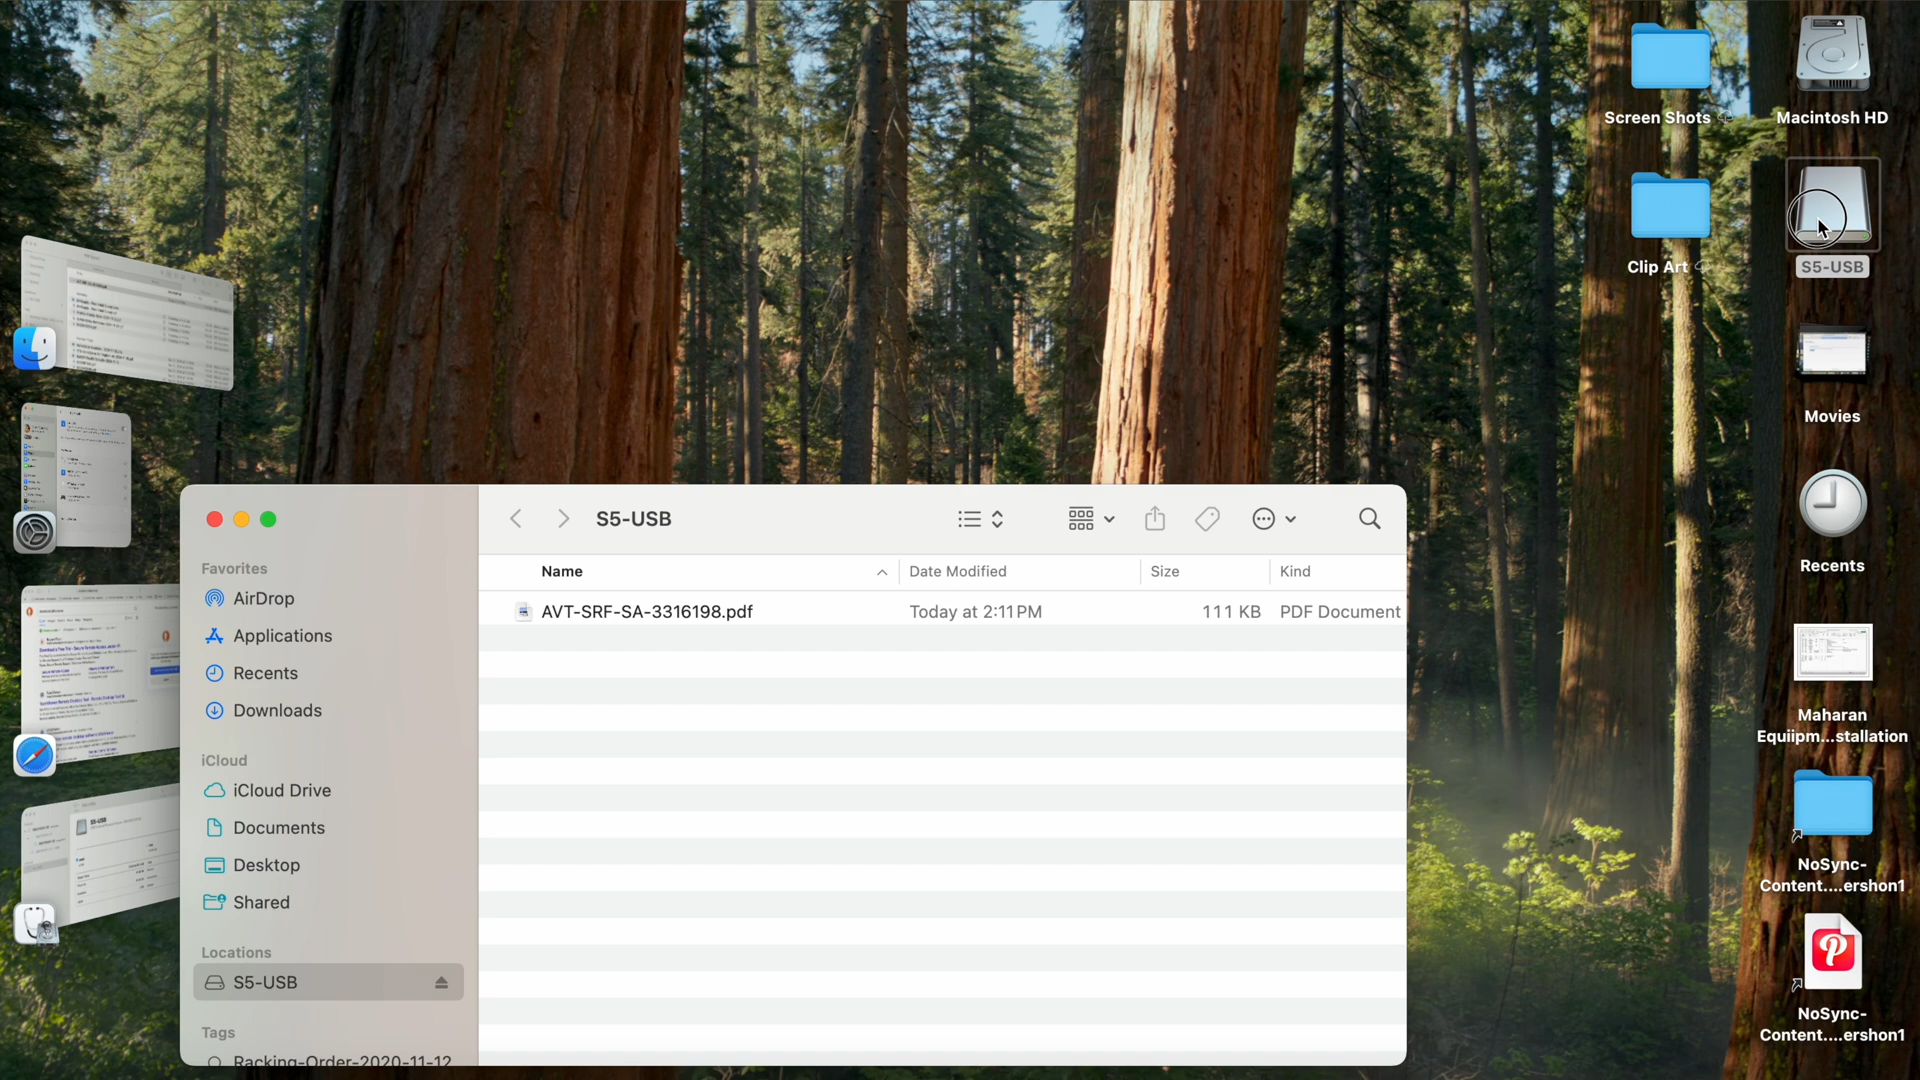 Screen Shots
Macintosh HD
Clip Art
S5-USB
Movies
Recents
Maharan
Equiipm...stallation
NoSync-
Content....ershon1
NoSync-
Content....ershon1
S5-USB
Favorites
AirDrop
Applications
Recents
Downloads
iCloud
iCloud Drive
Documents
Desktop
Shared
Locations
S5-USB
Tags
Racking-Order-2020-11-12
Name Date Modified Size Kind
AVT-SRF-SA-3316198.pdf Today at 2:11 PM 111 KB PDF Document